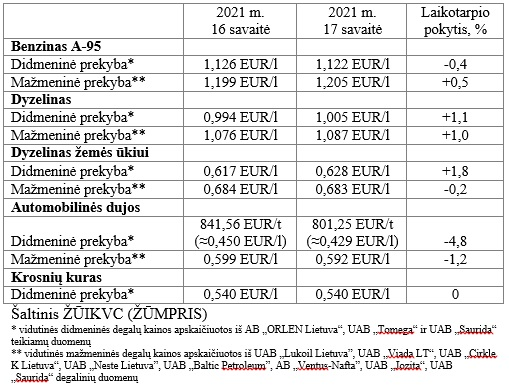 2021 m. 16 savaitė 2021 m. 17 savaitė Laikotarpio pokytis, %
Benzinas A-95
Didmeninė prekyba* 1,126 EUR/l 1,122 EUR/l -0,4
Mažmeninė prekyba** 1,199 EUR/l 1,205 EUR/l +0,5
Dyzelinas
Didmeninė prekyba* 0,994 EUR/l 1,005 EUR/l +1,1
Mažmeninė prekyba** 1,076 EUR/l 1,087 EUR/l +1,0
Dyzelinas žemės ūkiui
Didmeninė prekyba* 0,617 EUR/l 0,628 EUR/l +1,8
Mažmeninė prekyba** 0,684 EUR/l 0,683 EUR/l -0,2
Automobilinės dujos
Didmeninė prekyba* 841,56 EUR/t (≈0,450 EUR/l) 801,25 EUR/t (≈0,429 EUR/l) -4,8
Mažmeninė prekyba** 0,599 EUR/l 0,592 EUR/l -1,2
Krosnių kuras
Didmeninė prekyba* 0,540 EUR/l 0,540 EUR/l 0
Šaltinis ŽŪIKVC (ŽŪMPRIS)
* vidutinės didmeninės degalų kainos apskaičiuotos iš AB „ORLEN Lietuva“, UAB „Tomega“ ir UAB „Saurida“
teikiamų duomenų
** vidutinės mažmeninės degalų kainos apskaičiuotos iš UAB „Lukoil Lietuva”, UAB „Viada LT“, UAB „Cirkle
K Lietuva“, UAB „Neste Lietuva”, UAB „Baltic Petroleum”, AB „Ventus-Nafta”, UAB „Jozita“, UAB
„Saurida“ degalinių duomenų